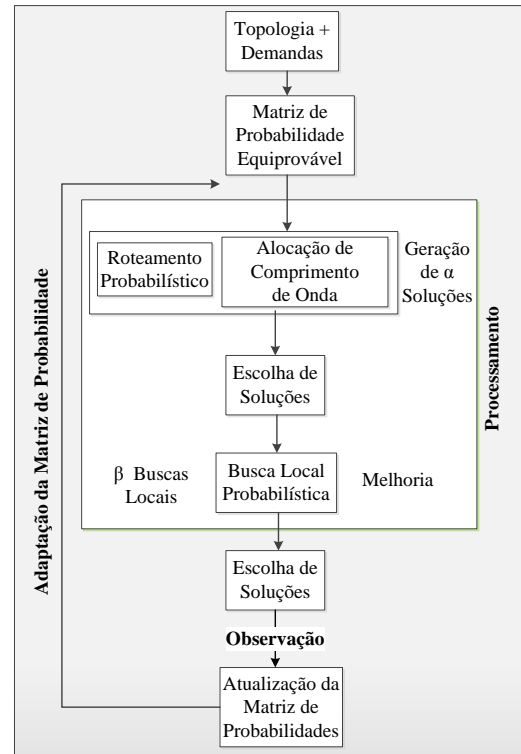 Topologia +
Demandas
Matriz de
Probabilidade
Equiprovável
Adaptação da Matriz de Probabilidade
Roteamento
Probabilístico
Alocação de
Comprimento
de Onda
Geração
de α
Soluções
Processamento
Escolha de
Soluções
β Buscas
Locais
Busca Local
Probabilística
Melhoria
Escolha de
Soluções
Observação
Atualização da
Matriz de
Probabilidades